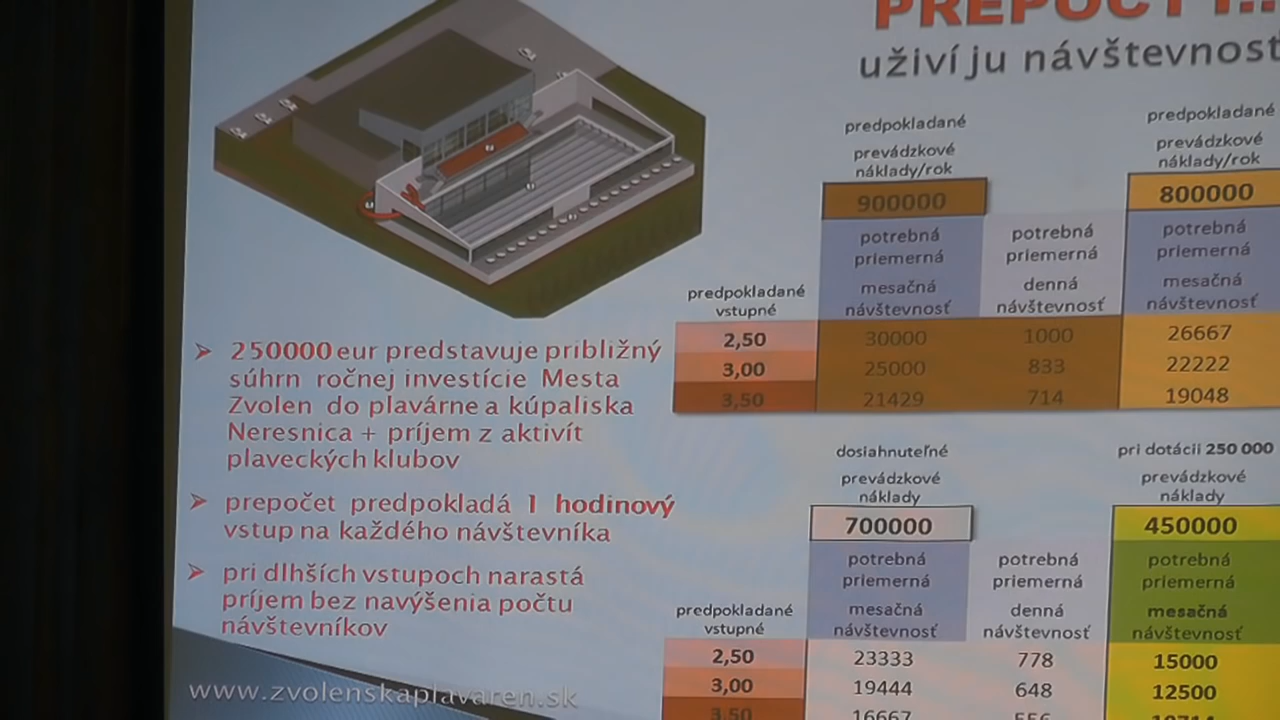 PREPOČTY...
uživí ju návštevnosť
predpokladané
prevádzkové
náklady/rok
900000
potrebná
priemerná
mesačná
návštevnosť
potrebná
priemerná
denná
návštevnosť
predpokladané
prevádzkové
náklady/rok
800000
potrebná
priemerná
mesačná
návštevnosť
predpokladané
vstupné
2,50 30000 1000 26667
3,00 25000 833 22222
3,50 21429 714 19048
➢ 250000 eur predstavuje približný
súhrn ročnej investície Mesta
Zvolen do plavárne a kúpaliska
Neresnica + príjem z aktivít
plaveckých klubov
➢ prepočet predpokladá 1 hodinový
vstup na každého návštevníka
➢ pri dlhších vstupoch narastá
príjem bez navýšenia počtu
návštevníkov
dosiahnuteľné
prevádzkové
náklady
700000
potrebná
priemerná
mesačná
návštevnosť
potrebná
priemerná
denná
návštevnosť
pri dotácii 250 000
prevádzkové
náklady
450000
potrebná
priemerná
mesačná
návštevnosť
predpokladané
vstupné
2,50 23333 778 15000
3,00 19444 648 12500
3,50 16667 556 10714
www.zvolenskaplavaren.sk